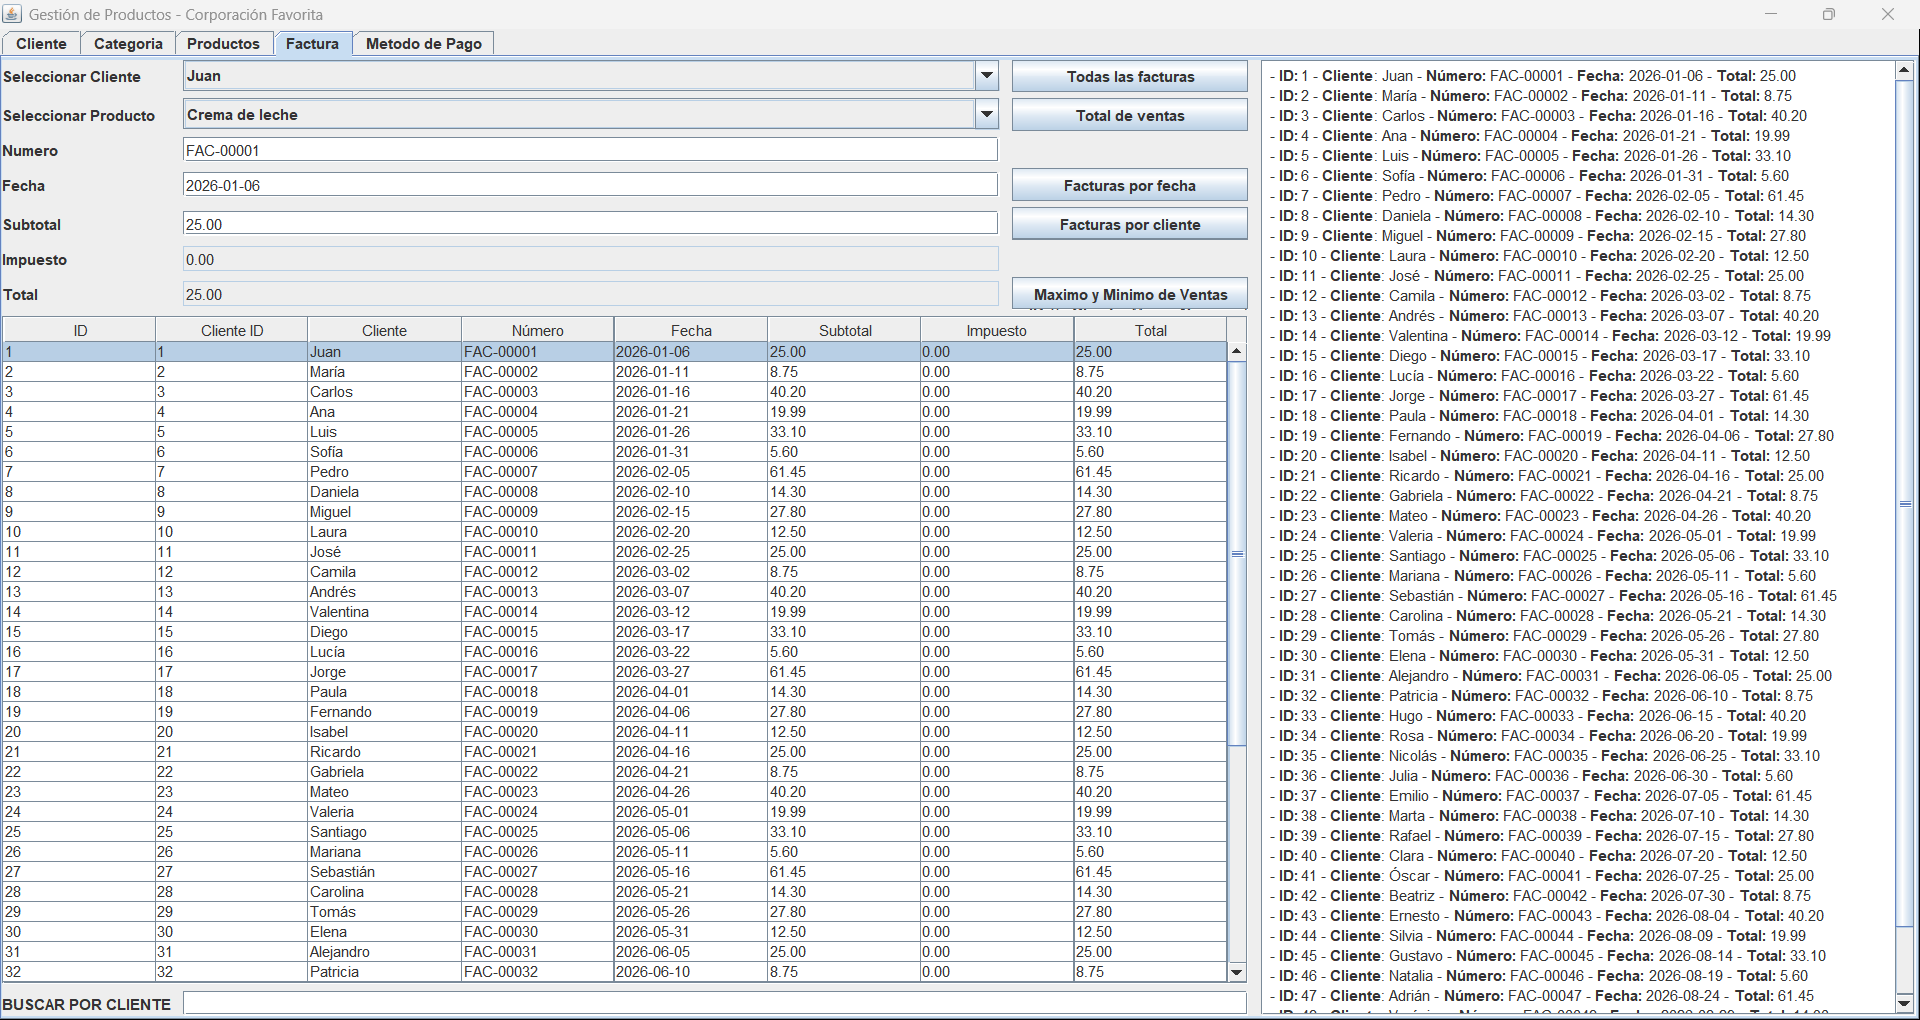 Gestión de Productos - Corporación Favorita
Cliente Categoria Productos Factura Metodo de Pago
Seleccionar Cliente Juan Todas las facturas
Seleccionar Producto Crema de leche Total de ventas
Numero FAC-00001
Fecha 2026-01-06 Facturas por fecha
Subtotal 25.00 Facturas por cliente
Impuesto 0.00
Total 25.00 Maximo y Minimo de Ventas
ID Cliente ID Cliente Número Fecha Subtotal Impuesto Total
1 1 Juan FAC-00001 2026-01-06 25.00 0.00 25.00
2 2 María FAC-00002 2026-01-11 8.75 0.00 8.75
3 3 Carlos FAC-00003 2026-01-16 40.20 0.00 40.20
4 4 Ana FAC-00004 2026-01-21 19.99 0.00 19.99
5 5 Luis FAC-00005 2026-01-26 33.10 0.00 33.10
6 6 Sofía FAC-00006 2026-01-31 5.60 0.00 5.60
7 7 Pedro FAC-00007 2026-02-05 61.45 0.00 61.45
8 8 Daniela FAC-00008 2026-02-10 14.30 0.00 14.30
9 9 Miguel FAC-00009 2026-02-15 27.80 0.00 27.80
10 10 Laura FAC-00010 2026-02-20 12.50 0.00 12.50
11 11 José FAC-00011 2026-02-25 25.00 0.00 25.00
12 12 Camila FAC-00012 2026-03-02 8.75 0.00 8.75
13 13 Andrés FAC-00013 2026-03-07 40.20 0.00 40.20
14 14 Valentina FAC-00014 2026-03-12 19.99 0.00 19.99
15 15 Diego FAC-00015 2026-03-17 33.10 0.00 33.10
16 16 Lucía FAC-00016 2026-03-22 5.60 0.00 5.60
17 17 Jorge FAC-00017 2026-03-27 61.45 0.00 61.45
18 18 Paula FAC-00018 2026-04-01 14.30 0.00 14.30
19 19 Fernando FAC-00019 2026-04-06 27.80 0.00 27.80
20 20 Isabel FAC-00020 2026-04-11 12.50 0.00 12.50
21 21 Ricardo FAC-00021 2026-04-16 25.00 0.00 25.00
22 22 Gabriela FAC-00022 2026-04-21 8.75 0.00 8.75
23 23 Mateo FAC-00023 2026-04-26 40.20 0.00 40.20
24 24 Valeria FAC-00024 2026-05-01 19.99 0.00 19.99
25 25 Santiago FAC-00025 2026-05-06 33.10 0.00 33.10
26 26 Mariana FAC-00026 2026-05-11 5.60 0.00 5.60
27 27 Sebastián FAC-00027 2026-05-16 61.45 0.00 61.45
28 28 Carolina FAC-00028 2026-05-21 14.30 0.00 14.30
29 29 Tomás FAC-00029 2026-05-26 27.80 0.00 27.80
30 30 Elena FAC-00030 2026-05-31 12.50 0.00 12.50
31 31 Alejandro FAC-00031 2026-06-05 25.00 0.00 25.00
32 32 Patricia FAC-00032 2026-06-10 8.75 0.00 8.75
BUSCAR POR CLIENTE
- ID: 1 - Cliente: Juan - Número: FAC-00001 - Fecha: 2026-01-06 - Total: 25.00
- ID: 2 - Cliente: María - Número: FAC-00002 - Fecha: 2026-01-11 - Total: 8.75
- ID: 3 - Cliente: Carlos - Número: FAC-00003 - Fecha: 2026-01-16 - Total: 40.20
- ID: 4 - Cliente: Ana - Número: FAC-00004 - Fecha: 2026-01-21 - Total: 19.99
- ID: 5 - Cliente: Luis - Número: FAC-00005 - Fecha: 2026-01-26 - Total: 33.10
- ID: 6 - Cliente: Sofía - Número: FAC-00006 - Fecha: 2026-01-31 - Total: 5.60
- ID: 7 - Cliente: Pedro - Número: FAC-00007 - Fecha: 2026-02-05 - Total: 61.45
- ID: 8 - Cliente: Daniela - Número: FAC-00008 - Fecha: 2026-02-10 - Total: 14.30
- ID: 9 - Cliente: Miguel - Número: FAC-00009 - Fecha: 2026-02-15 - Total: 27.80
- ID: 10 - Cliente: Laura - Número: FAC-00010 - Fecha: 2026-02-20 - Total: 12.50
- ID: 11 - Cliente: José - Número: FAC-00011 - Fecha: 2026-02-25 - Total: 25.00
- ID: 12 - Cliente: Camila - Número: FAC-00012 - Fecha: 2026-03-02 - Total: 8.75
- ID: 13 - Cliente: Andrés - Número: FAC-00013 - Fecha: 2026-03-07 - Total: 40.20
- ID: 14 - Cliente: Valentina - Número: FAC-00014 - Fecha: 2026-03-12 - Total: 19.99
- ID: 15 - Cliente: Diego - Número: FAC-00015 - Fecha: 2026-03-17 - Total: 33.10
- ID: 16 - Cliente: Lucía - Número: FAC-00016 - Fecha: 2026-03-22 - Total: 5.60
- ID: 17 - Cliente: Jorge - Número: FAC-00017 - Fecha: 2026-03-27 - Total: 61.45
- ID: 18 - Cliente: Paula - Número: FAC-00018 - Fecha: 2026-04-01 - Total: 14.30
- ID: 19 - Cliente: Fernando - Número: FAC-00019 - Fecha: 2026-04-06 - Total: 27.80
- ID: 20 - Cliente: Isabel - Número: FAC-00020 - Fecha: 2026-04-11 - Total: 12.50
- ID: 21 - Cliente: Ricardo - Número: FAC-00021 - Fecha: 2026-04-16 - Total: 25.00
- ID: 22 - Cliente: Gabriela - Número: FAC-00022 - Fecha: 2026-04-21 - Total: 8.75
- ID: 23 - Cliente: Mateo - Número: FAC-00023 - Fecha: 2026-04-26 - Total: 40.20
- ID: 24 - Cliente: Valeria - Número: FAC-00024 - Fecha: 2026-05-01 - Total: 19.99
- ID: 25 - Cliente: Santiago - Número: FAC-00025 - Fecha: 2026-05-06 - Total: 33.10
- ID: 26 - Cliente: Mariana - Número: FAC-00026 - Fecha: 2026-05-11 - Total: 5.60
- ID: 27 - Cliente: Sebastián - Número: FAC-00027 - Fecha: 2026-05-16 - Total: 61.45
- ID: 28 - Cliente: Carolina - Número: FAC-00028 - Fecha: 2026-05-21 - Total: 14.30
- ID: 29 - Cliente: Tomás - Número: FAC-00029 - Fecha: 2026-05-26 - Total: 27.80
- ID: 30 - Cliente: Elena - Número: FAC-00030 - Fecha: 2026-05-31 - Total: 12.50
- ID: 31 - Cliente: Alejandro - Número: FAC-00031 - Fecha: 2026-06-05 - Total: 25.00
- ID: 32 - Cliente: Patricia - Número: FAC-00032 - Fecha: 2026-06-10 - Total: 8.75
- ID: 33 - Cliente: Hugo - Número: FAC-00033 - Fecha: 2026-06-15 - Total: 40.20
- ID: 34 - Cliente: Rosa - Número: FAC-00034 - Fecha: 2026-06-20 - Total: 19.99
- ID: 35 - Cliente: Nicolás - Número: FAC-00035 - Fecha: 2026-06-25 - Total: 33.10
- ID: 36 - Cliente: Julia - Número: FAC-00036 - Fecha: 2026-06-30 - Total: 5.60
- ID: 37 - Cliente: Emilio - Número: FAC-00037 - Fecha: 2026-07-05 - Total: 61.45
- ID: 38 - Cliente: Marta - Número: FAC-00038 - Fecha: 2026-07-10 - Total: 14.30
- ID: 39 - Cliente: Rafael - Número: FAC-00039 - Fecha: 2026-07-15 - Total: 27.80
- ID: 40 - Cliente: Clara - Número: FAC-00040 - Fecha: 2026-07-20 - Total: 12.50
- ID: 41 - Cliente: Óscar - Número: FAC-00041 - Fecha: 2026-07-25 - Total: 25.00
- ID: 42 - Cliente: Beatriz - Número: FAC-00042 - Fecha: 2026-07-30 - Total: 8.75
- ID: 43 - Cliente: Ernesto - Número: FAC-00043 - Fecha: 2026-08-04 - Total: 40.20
- ID: 44 - Cliente: Silvia - Número: FAC-00044 - Fecha: 2026-08-09 - Total: 19.99
- ID: 45 - Cliente: Gustavo - Número: FAC-00045 - Fecha: 2026-08-14 - Total: 33.10
- ID: 46 - Cliente: Natalia - Número: FAC-00046 - Fecha: 2026-08-19 - Total: 5.60
- ID: 47 - Cliente: Adrián - Número: FAC-00047 - Fecha: 2026-08-24 - Total: 61.45